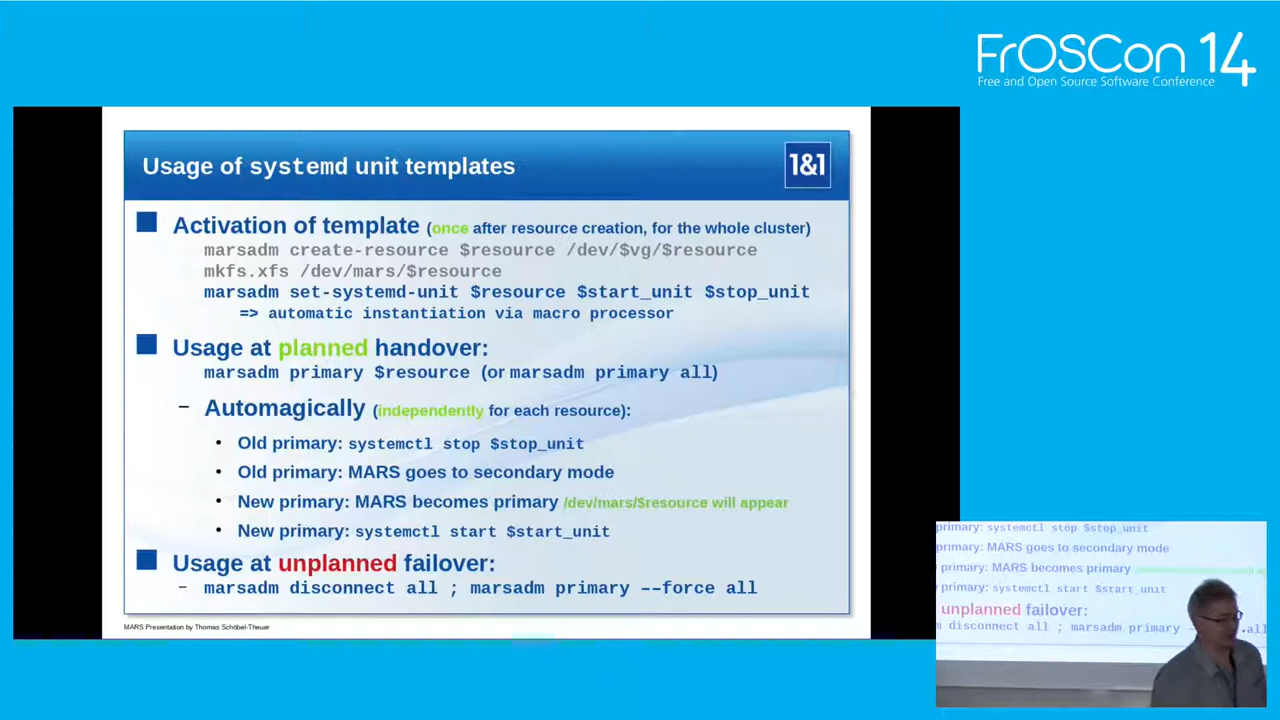 FrOSCon 14
Free and Open Source Software Conference
Usage of systemd unit templates
1&1
Activation of template (once after resource creation, for the whole cluster)
marsadm create-resource $resource /dev/$vg/$resource
mkfs.xfs /dev/mars/$resource
marsadm set-systemd-unit $resource $start_unit $stop_unit
=> automatic instantiation via macro processor
Usage at planned handover:
marsadm primary $resource (or marsadm primary all)
– Automagically (independently for each resource):
• Old primary: systemctl stop $stop_unit
• Old primary: MARS goes to secondary mode
• New primary: MARS becomes primary /dev/mars/$resource will appear
• New primary: systemctl start $start_unit
Usage at unplanned failover:
– marsadm disconnect all ; marsadm primary --force all
MARS Presentation by Thomas Schöbel-Theuer
primary: systemctl stop $stop_unit
primary: MARS goes to secondary mode
primary: MARS becomes primary
primary: systemctl start $start_unit
unplanned failover:
m disconnect all ; marsadm primary - .all